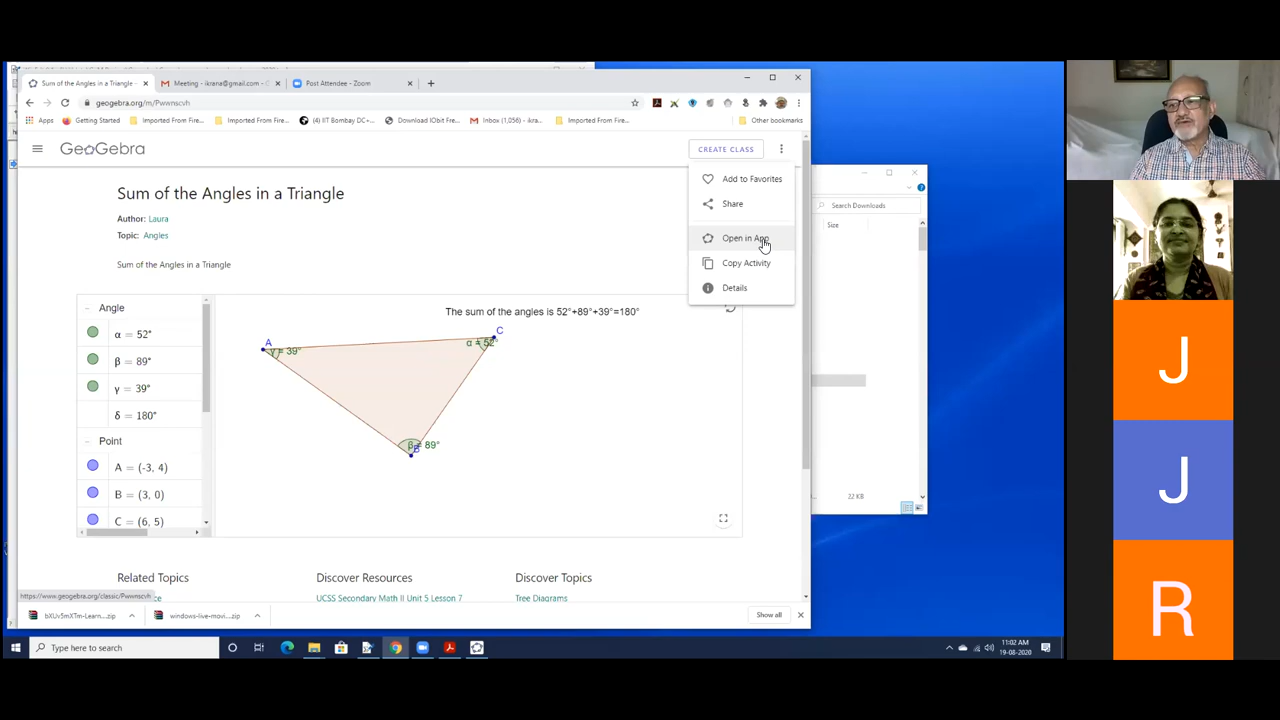 Sum of the Angles in a Triangle -
Meeting - ikrana@gmail.com -
Post Attendee - Zoom
geogebra.org/m/Pwwnscvh
Apps
Getting Started
Imported From Fire...
Imported From Fire...
(4) IIT Bombay DC+...
Download IObit Fre...
Inbox (1,056) - ikra...
Imported From Fire...
Other bookmarks
GeoGebra
CREATE CLASS
Add to Favorites
Share
Open in App
Copy Activity
Details
Sum of the Angles in a Triangle
Author: Laura
Topic: Angles
Sum of the Angles in a Triangle
Angle
α = 52°
β = 89°
γ = 39°
δ = 180°
Point
A = (-3, 4)
B = (3, 0)
C = (6, 5)
The sum of the angles is 52°+89°+39°=180°
A
γ = 39°
C
α = 52°
β = 89°
B
Related Topics
Discover Resources
Discover Topics
UCSS Secondary Math II Unit 5 Lesson 7
Tree Diagrams
https://www.geogebra.org/classic/Pwwnscvh
bXUv5mXTm-Learn....zip
windows-live-movi....zip
Show all
Search Downloads
Size
22 KB
Type here to search
11:02 AM
19-08-2020
J
J
R